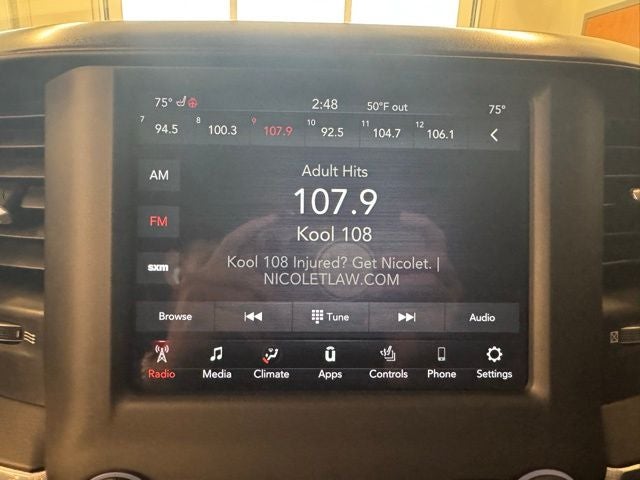 75° 2:48 50°F out 75°
7 94.5 8 100.3 9 107.9 10 92.5 11 104.7 12 106.1
AM
FM
sxm
Adult Hits
107.9
Kool 108
Kool 108 Injured? Get Nicolet. |
NICOLETLAW.COM
Browse Tune Audio
Radio Media Climate Apps Controls Phone Settings